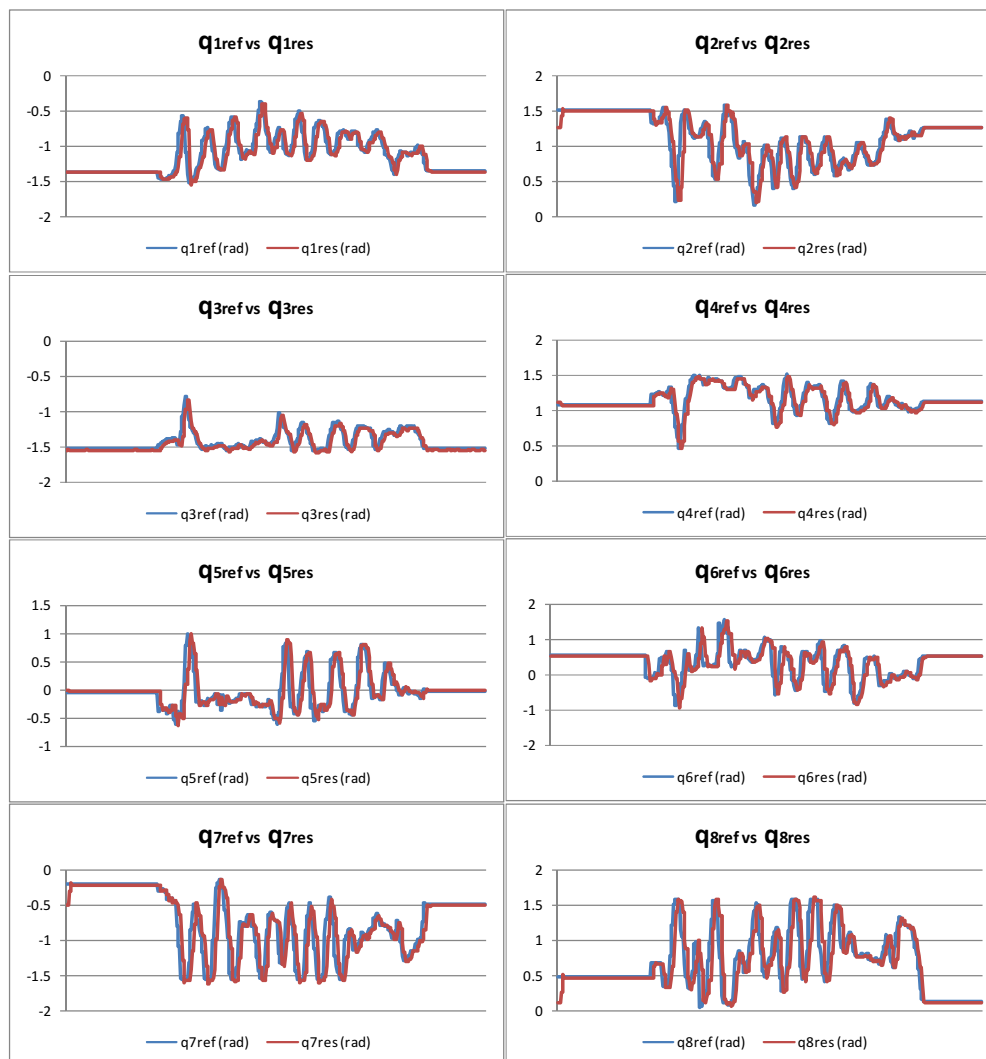 q1ref vs q1res
0
-0.5
-1
-1.5
-2
q1ref (rad) q1res (rad)
q2ref vs q2res
2
1.5
1
0.5
0
q2ref (rad) q2res (rad)
q3ref vs q3res
0
-0.5
-1
-1.5
-2
q3ref (rad) q3res (rad)
q4ref vs q4res
2
1.5
1
0.5
0
q4ref (rad) q4res (rad)
q5ref vs q5res
1.5
1
0.5
0
-0.5
-1
q5ref (rad) q5res (rad)
q6ref vs q6res
2
1
0
-1
-2
q6ref (rad) q6res (rad)
q7ref vs q7res
0
-0.5
-1
-1.5
-2
q7ref (rad) q7res (rad)
q8ref vs q8res
2
1.5
1
0.5
0
q8ref (rad) q8res (rad)